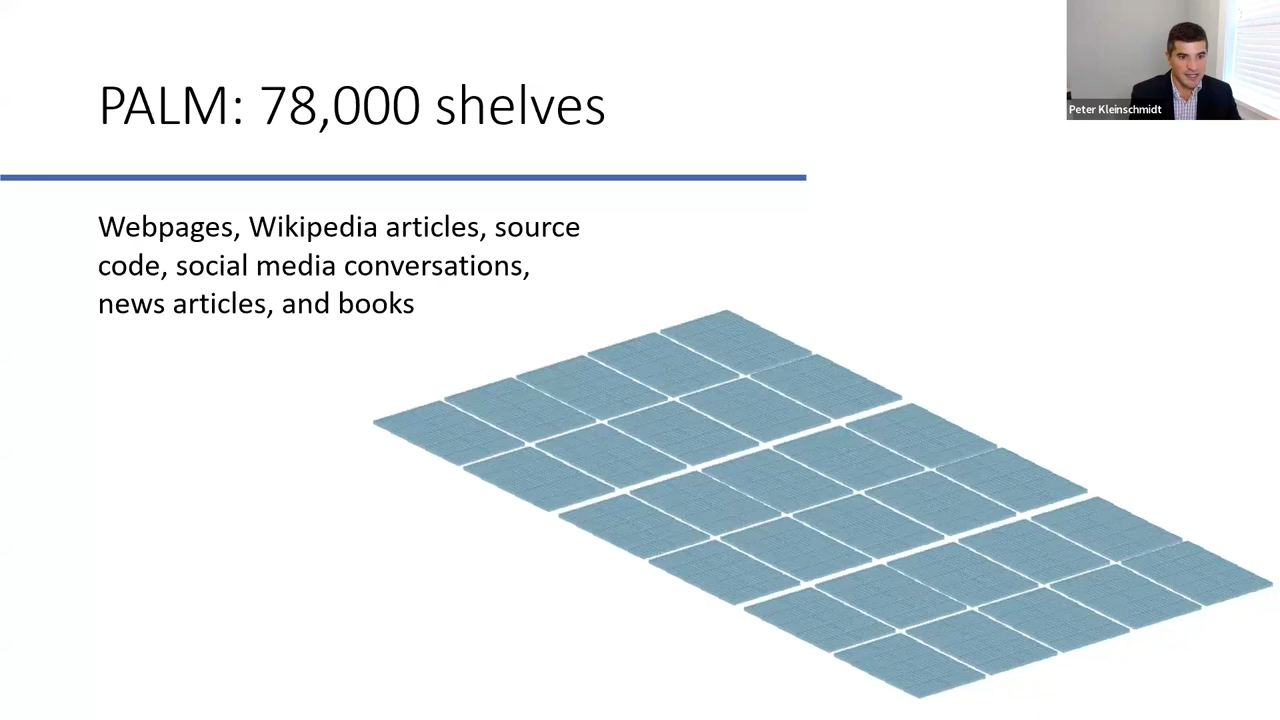 PALM: 78,000 shelves
Peter Kleinschmidt
Webpages, Wikipedia articles, source
code, social media conversations,
news articles, and books